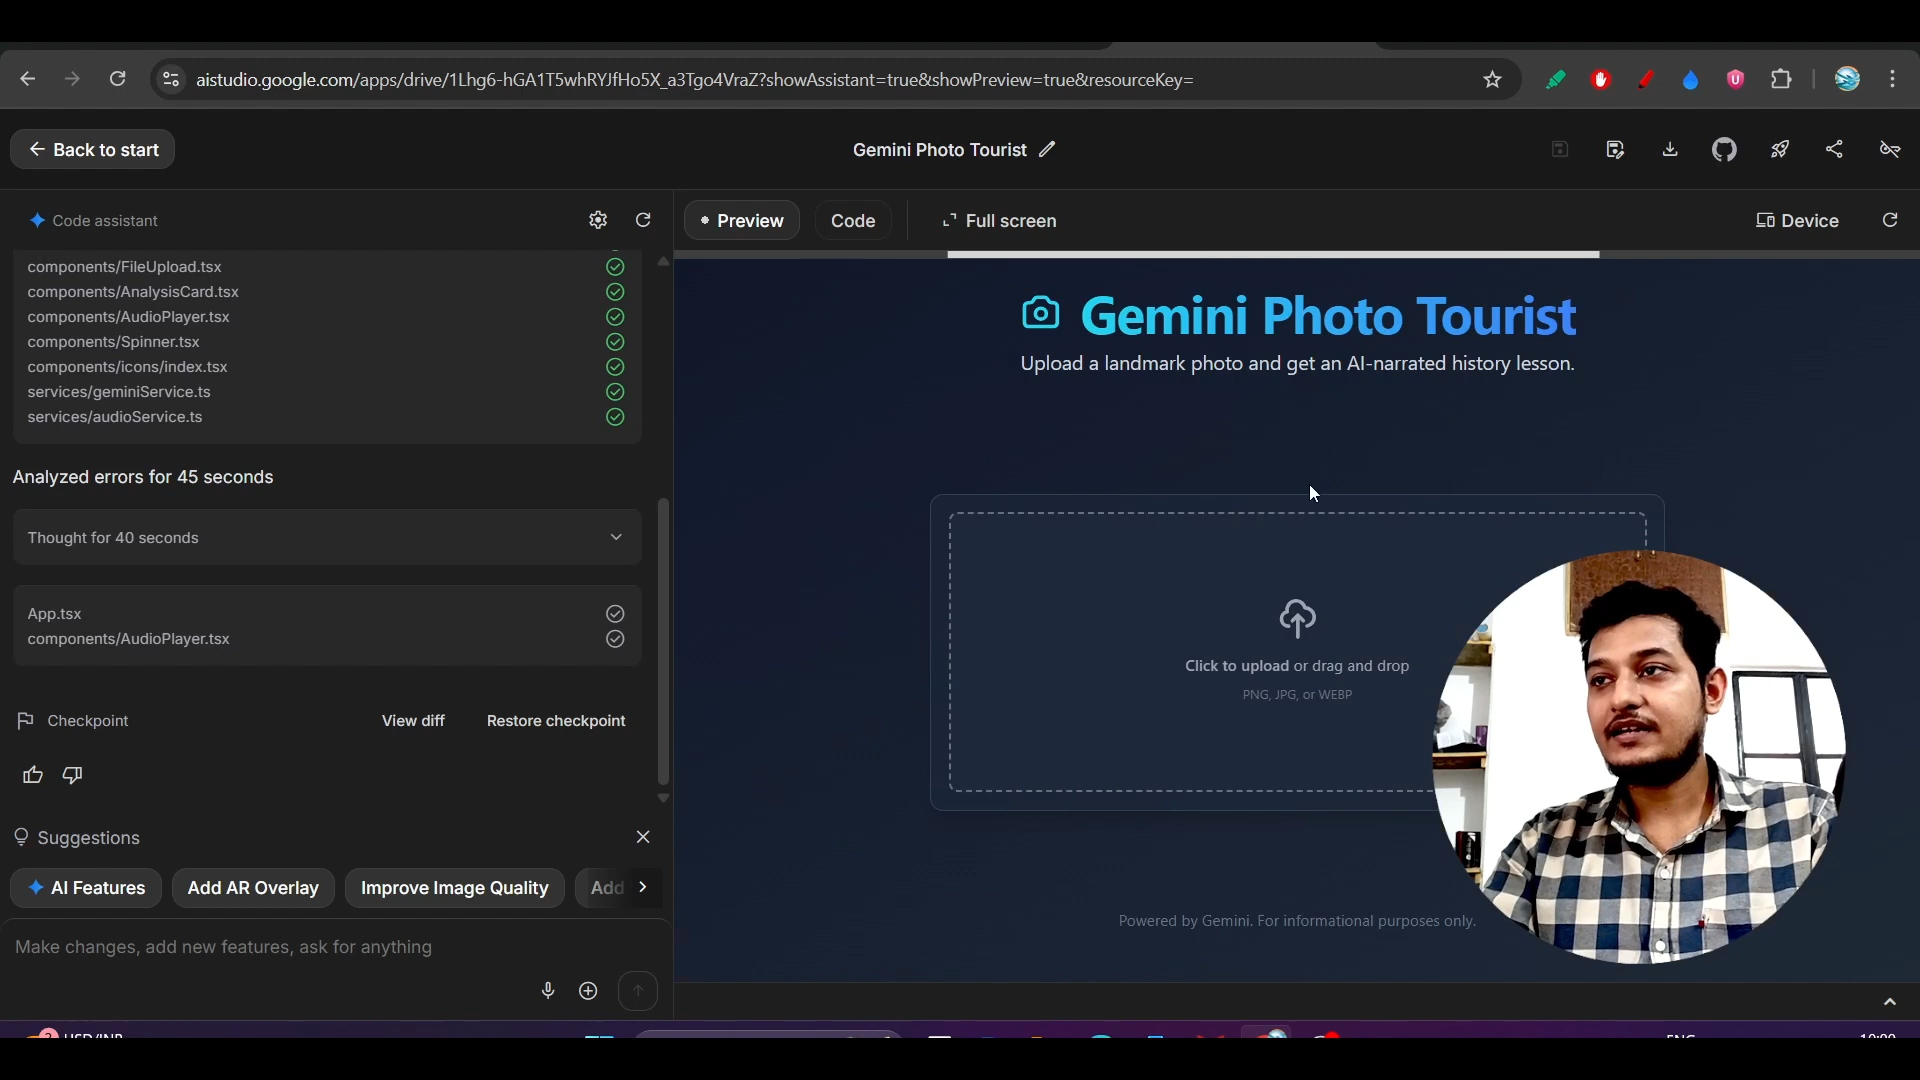 aistudio.google.com/apps/drive/1Lhg6-hGA1T5whRYJfHo5X_a3Tgo4VraZ?showAssistant=true&showPreview=true&resourceKey=
Back to start
Gemini Photo Tourist
Code assistant
Preview
Code
Full screen
Device
components/FileUpload.tsx
components/AnalysisCard.tsx
components/AudioPlayer.tsx
components/Spinner.tsx
components/icons/index.tsx
services/geminiService.ts
services/audioService.ts
Analyzed errors for 45 seconds
Thought for 40 seconds
App.tsx
components/AudioPlayer.tsx
Checkpoint
View diff
Restore checkpoint
Suggestions
AI Features
Add AR Overlay
Improve Image Quality
Add
Make changes, add new features, ask for anything
Gemini Photo Tourist
Upload a landmark photo and get an AI-narrated history lesson.
Click to upload or drag and drop
PNG, JPG, or WEBP
Powered by Gemini. For informational purposes only.